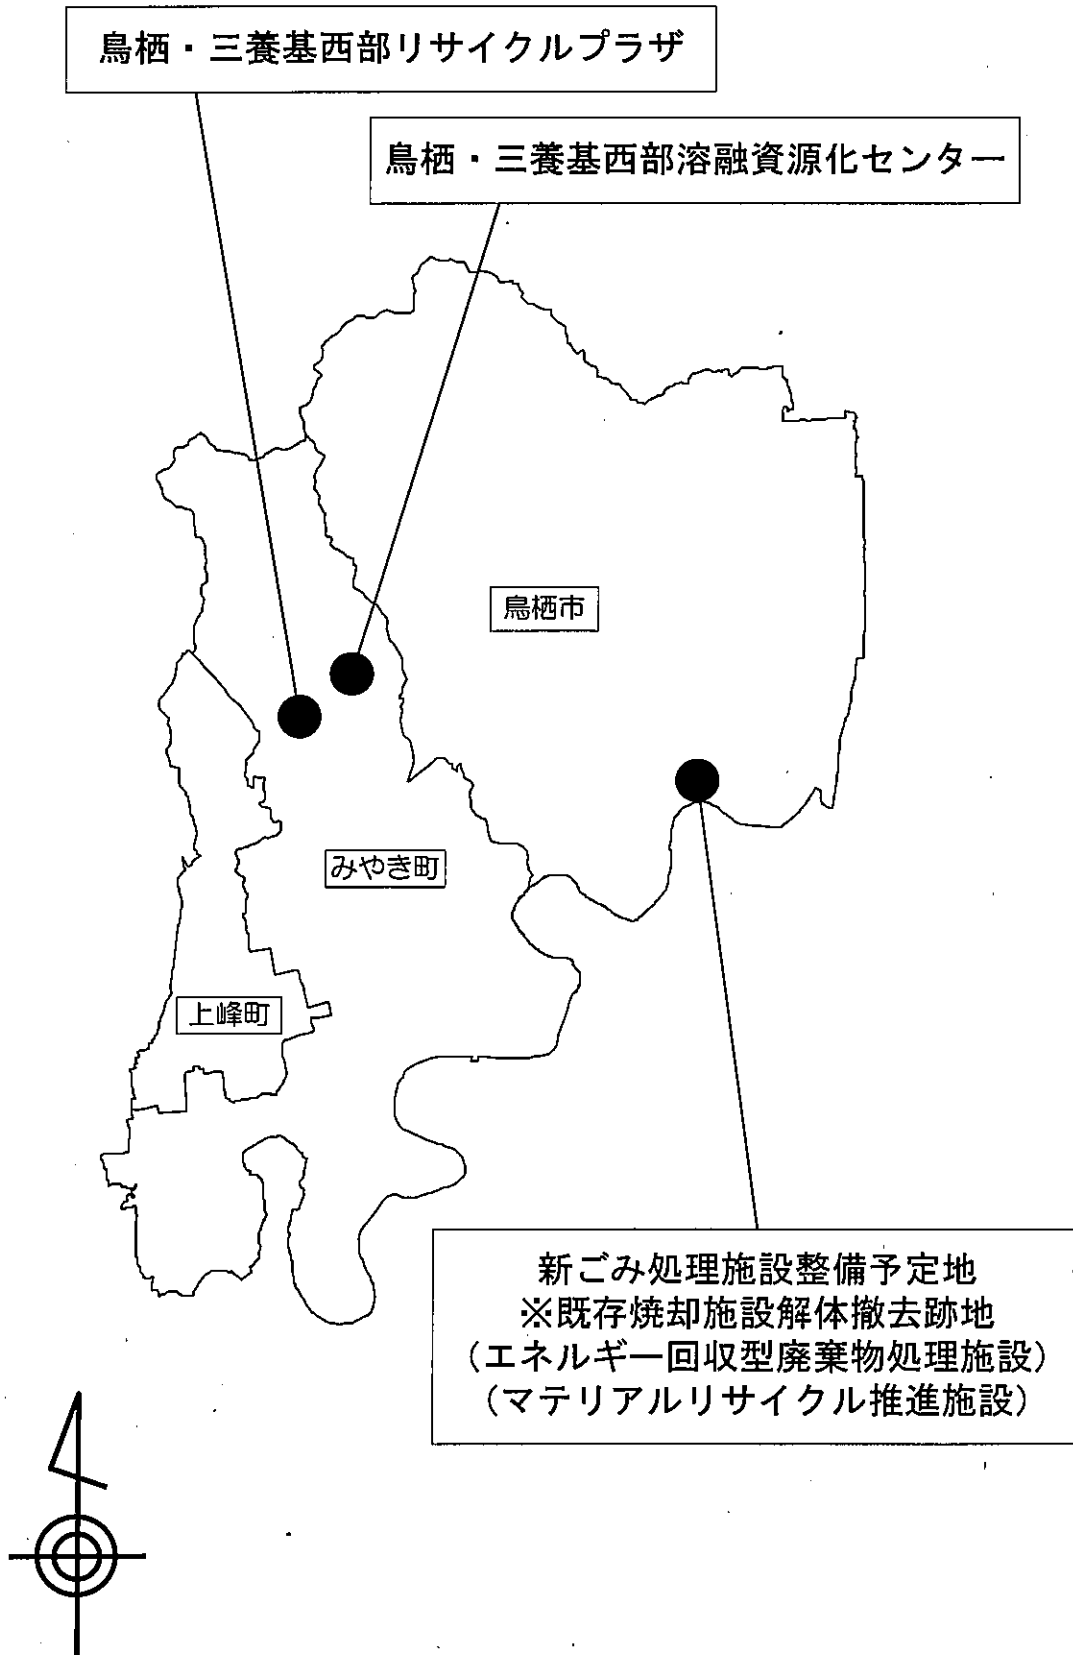 鳥栖・三養基西部リサイクルプラザ
鳥栖・三養基西部溶融資源化センター
鳥栖市
みやき町
上峰町
新ごみ処理施設整備予定地
※既存焼却施設解体撤去跡地
(エネルギー回収型廃棄物処理施設)
(マテリアルリサイクル推進施設)